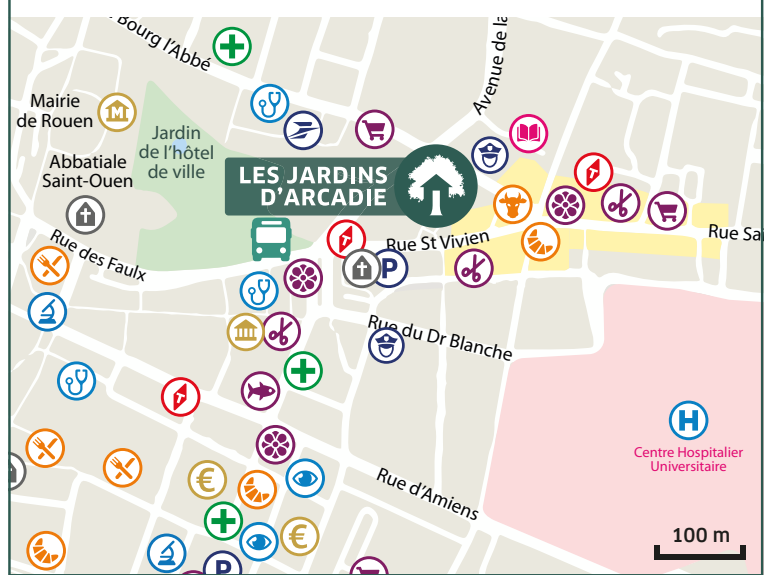 Bourg l'Abbé
Avenue de la
Mairie
de Rouen
M
Jardin
de l'hôtel
de ville
Abbatiale
Saint-Ouen
LES JARDINS
D'ARCADIE
Rue des Faulx
Rue St Vivien
Rue Sai
P
Rue du Dr Blanche
H
Centre Hospitalier
Universitaire
€
Rue d'Amiens
€
100 m
P